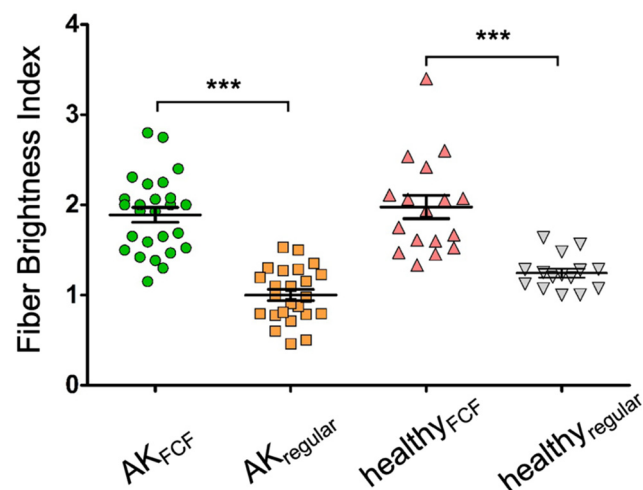 Fiber Brightness Index
4
3
2
1
0
***
***
AKFCF
AKregular
healthyFCF
healthyregular